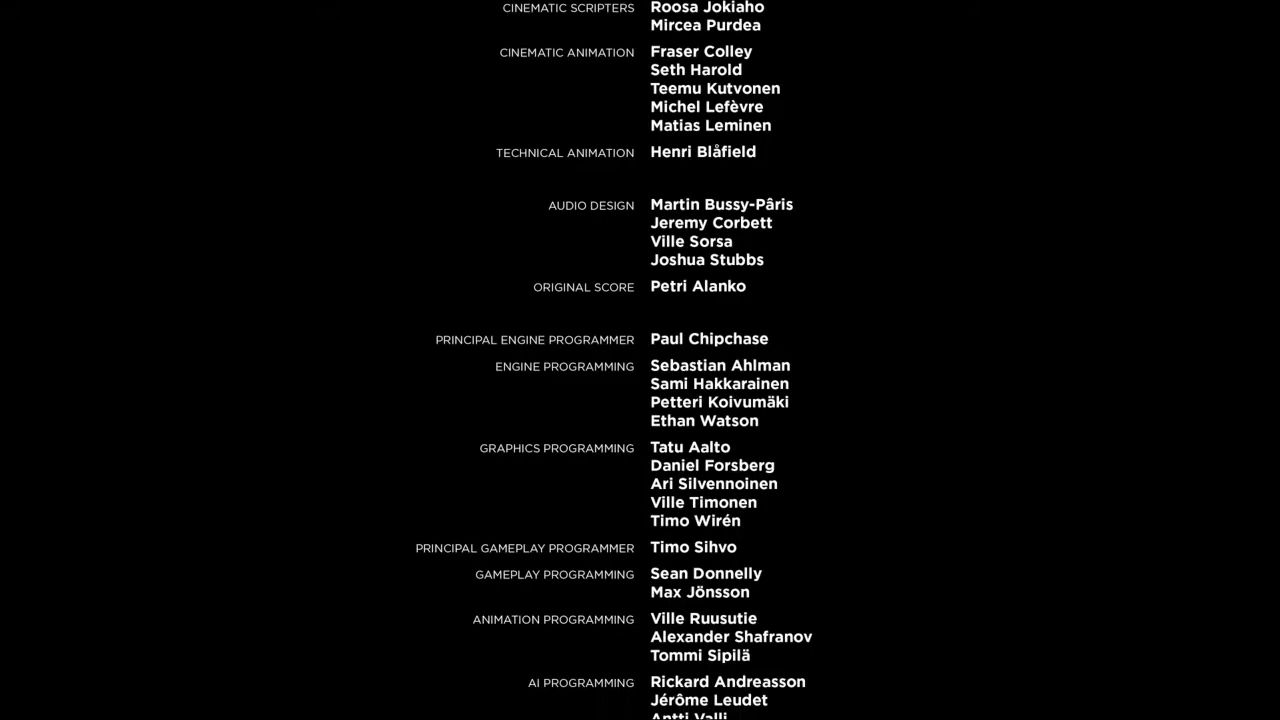 CINEMATIC SCRIPTERS Roosa Jokiaho
Mircea Purdea
CINEMATIC ANIMATION Fraser Colley
Seth Harold
Teemu Kutvonen
Michel Lefèvre
Matias Leminen
TECHNICAL ANIMATION Henri Blåfield
AUDIO DESIGN Martin Bussy-Pâris
Jeremy Corbett
Ville Sorsa
Joshua Stubbs
ORIGINAL SCORE Petri Alanko
PRINCIPAL ENGINE PROGRAMMER Paul Chipchase
ENGINE PROGRAMMING Sebastian Ahlman
Sami Hakkarainen
Petteri Koivumäki
Ethan Watson
GRAPHICS PROGRAMMING Tatu Aalto
Daniel Forsberg
Ari Silvennoinen
Ville Timonen
Timo Wirén
PRINCIPAL GAMEPLAY PROGRAMMER Timo Sihvo
GAMEPLAY PROGRAMMING Sean Donnelly
Max Jönsson
ANIMATION PROGRAMMING Ville Ruusutie
Alexander Shafranov
Tommi Sipilä
AI PROGRAMMING Rickard Andreasson
Jérôme Leudet
Antti Valli